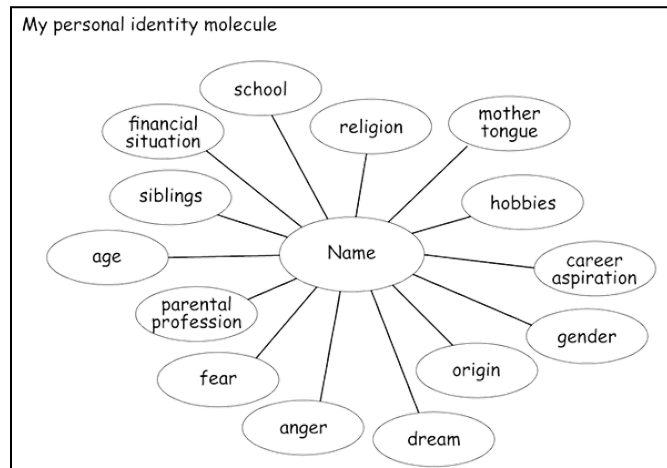 My personal identity molecule
school
religion
mother
tongue
financial
situation
siblings
hobbies
age
Name
career
aspiration
parental
profession
gender
fear
origin
anger
dream